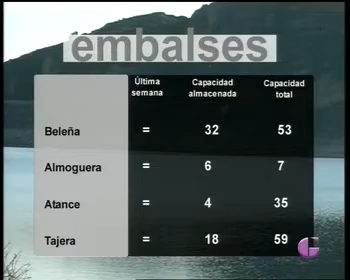 embalses
Última semana Capacidad almacenada Capacidad total
Beleña = 32 53
Almoguera = 6 7
Atance = 4 35
Tajera = 18 59